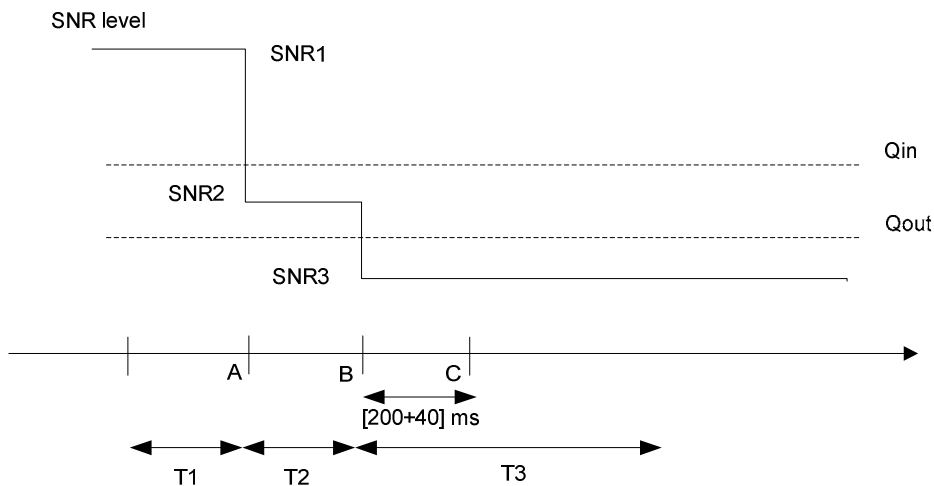 SNR level
SNR1
Qin
SNR2
Qout
SNR3
A
B
C
[200+40] ms
T1
T2
T3